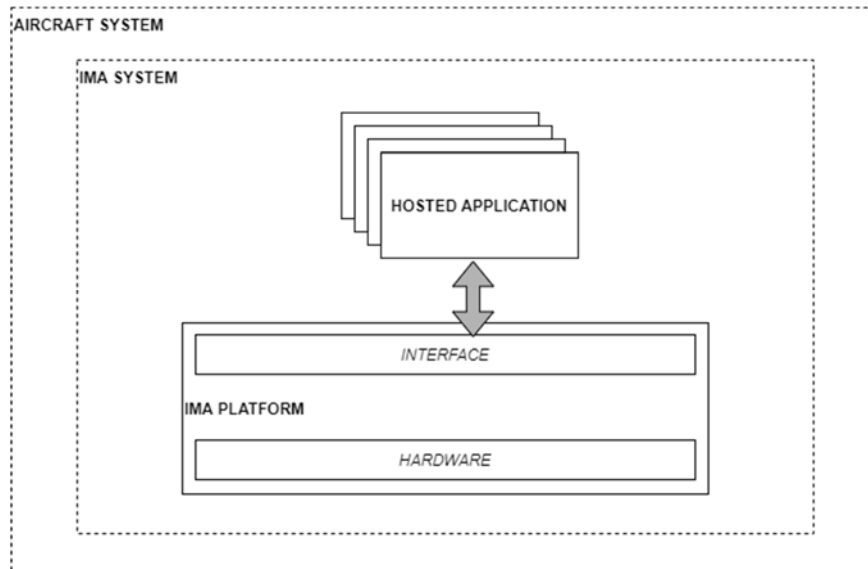 AIRCRAFT SYSTEM
IMA SYSTEM
HOSTED APPLICATION
INTERFACE
IMA PLATFORM
HARDWARE